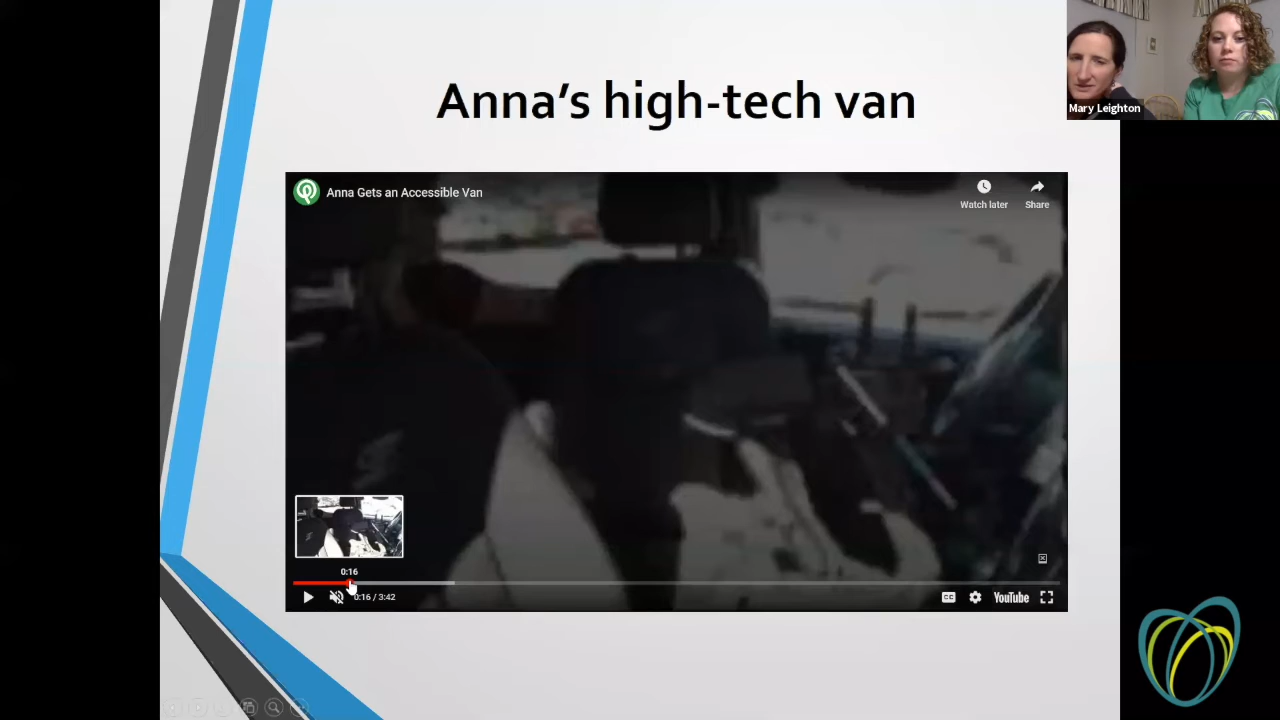 Anna's high-tech van
Mary Leighton
Anna Gets an Accessible Van
Watch later
Share
0:16
0:16 / 3:42
CC
YouTube